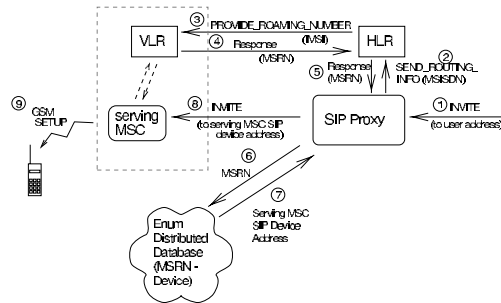 ③ PROVIDE_ROAMING_NUMBER
(IMSI)
VLR
④ Response
(MSRN)
HLR
②
SEND_ROUTING_
INFO (MSISDN)
Response
⑤ (MSRN)
⑨
GSM
SETUP
serving
MSC
⑧ INVITE
(to serving MSC SIP
device address)
SIP Proxy
① INVITE
(to user address)
⑥
MSRN
⑦
Serving MSC
SIP Device
Address
Enum
Distributed
Database
(MSRN -
Device)